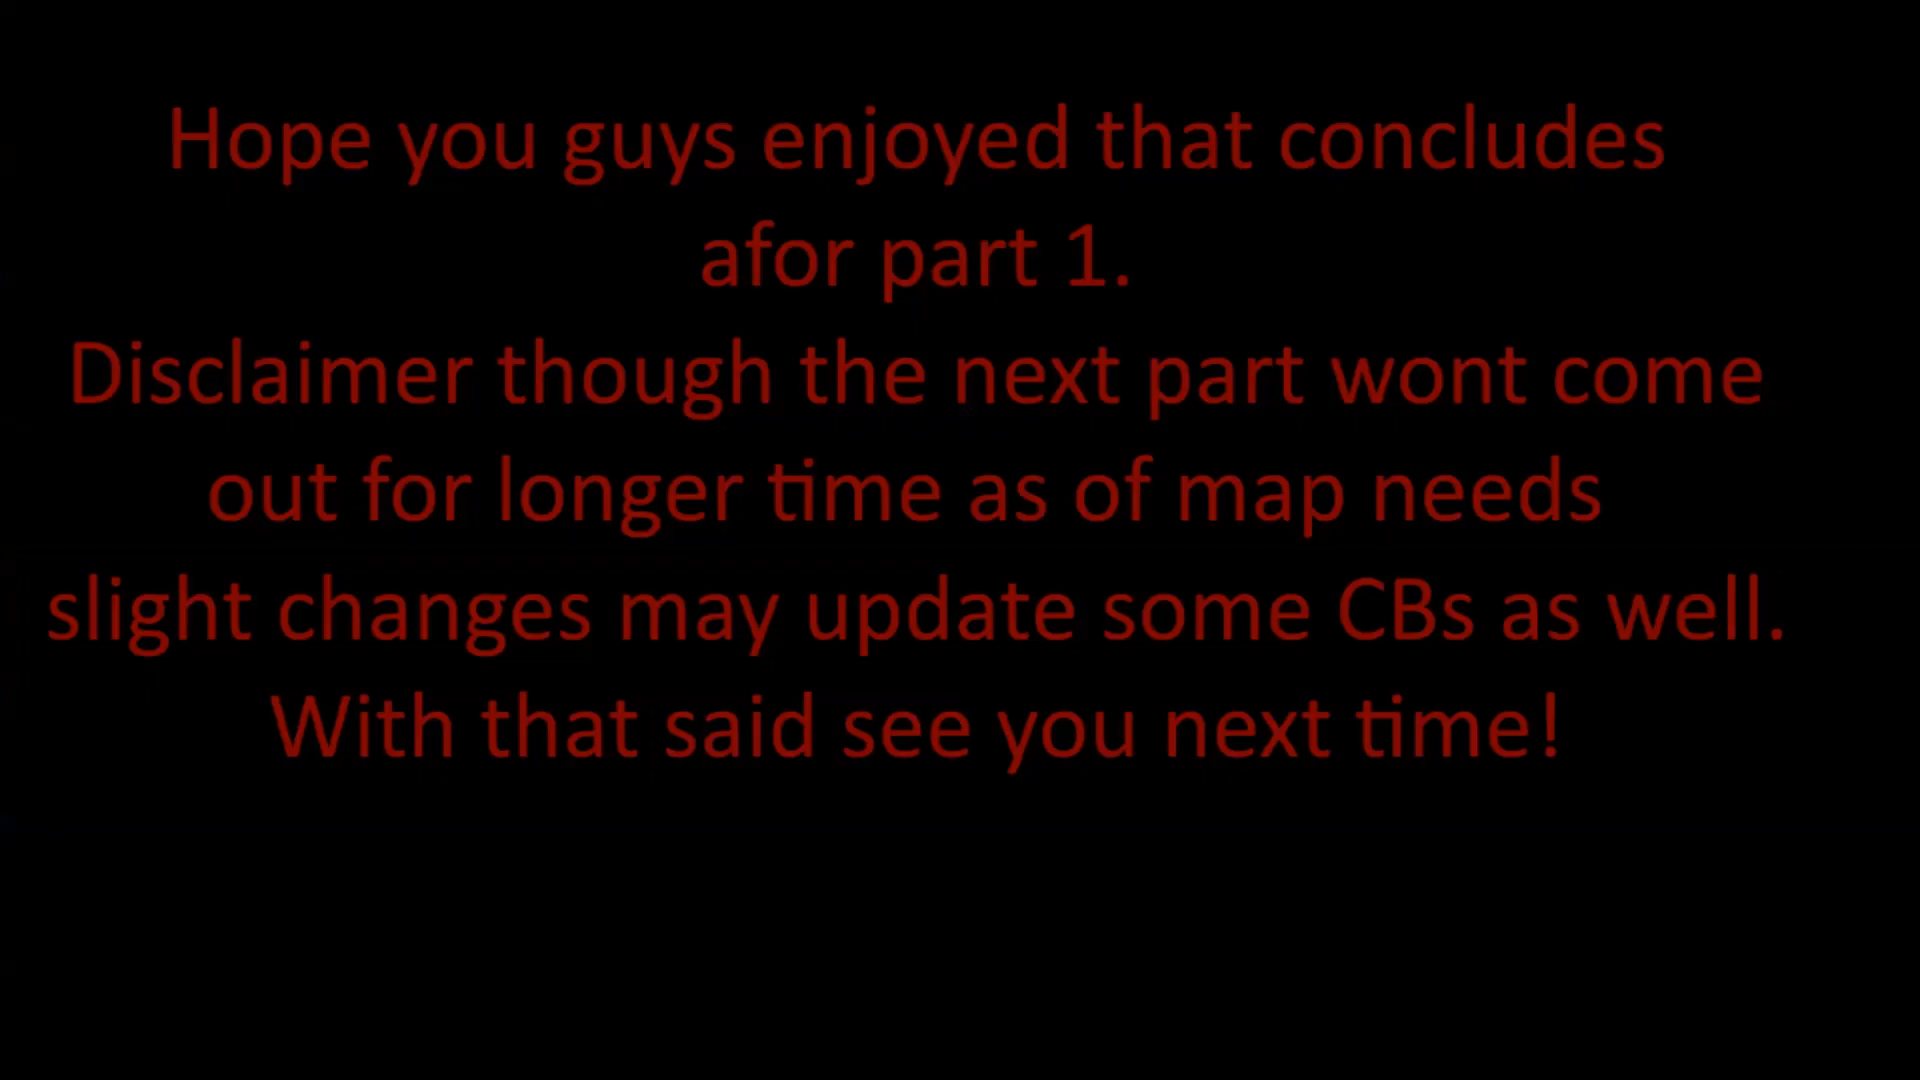 Hope you guys enjoyed that concludes
afor part 1.
Disclaimer though the next part wont come
out for longer time as of map needs
slight changes may update some CBs as well.
With that said see you next time!